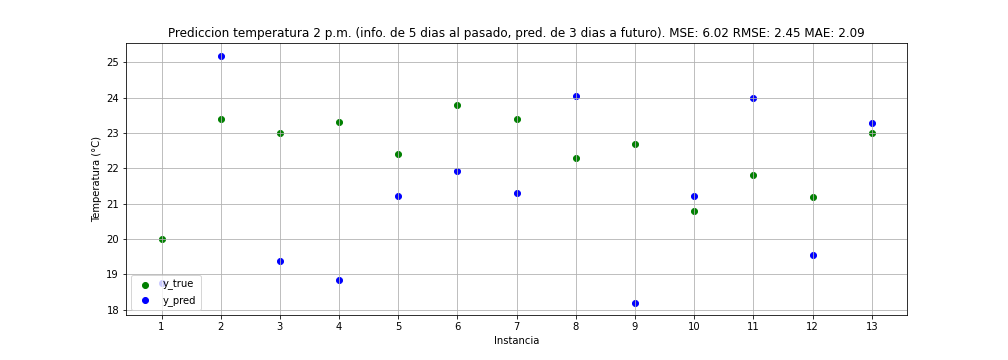 Prediccion temperatura 2 p.m. (info. de 5 dias al pasado, pred. de 3 dias a futuro). MSE: 6.02 RMSE: 2.45 MAE: 2.09
25
24
23
22
21
20
19
18
Temperatura (°C)
y_true
y_pred
1 2 3 4 5 6 7 8 9 10 11 12 13
Instancia